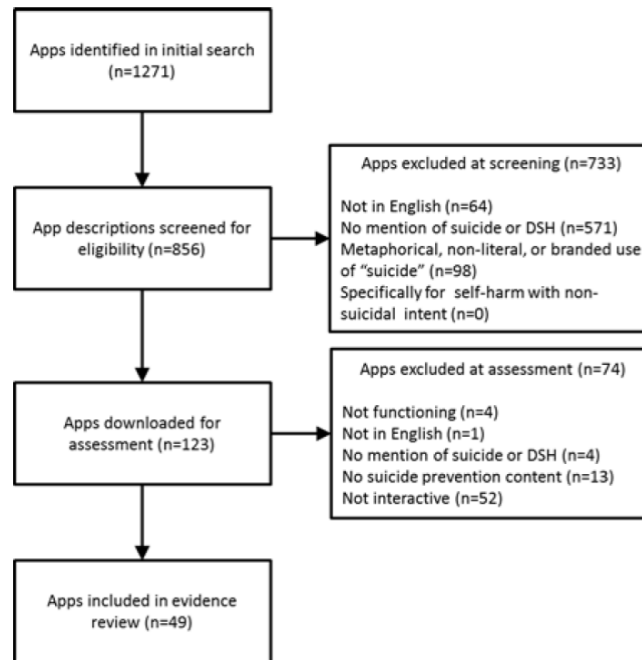 Apps identified in initial search
(n=1271)
App descriptions screened for
eligibility (n=856)
Apps excluded at screening (n=733)
Not in English (n=64)
No mention of suicide or DSH (n=571)
Metaphorical, non-literal, or branded use
of “suicide” (n=98)
Specifically for self-harm with non-
suicidal intent (n=0)
Apps downloaded for
assessment (n=123)
Apps excluded at assessment (n=74)
Not functioning (n=4)
Not in English (n=1)
No mention of suicide or DSH (n=4)
No suicide prevention content (n=13)
Not interactive (n=52)
Apps included in evidence
review (n=49)